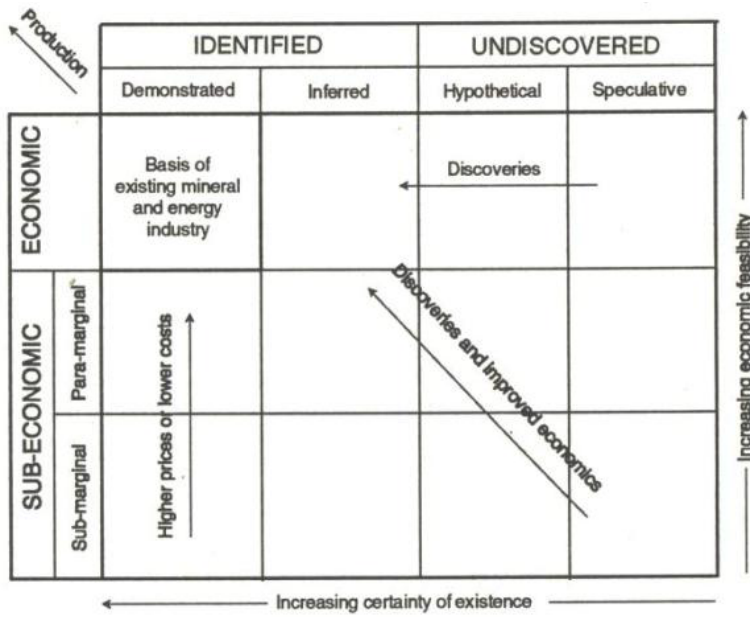 Production
IDENTIFIED
UNDISCOVERED
Demonstrated
Inferred
Hypothetical
Speculative
ECONOMIC
Basis of
existing mineral
and energy
industry
Discoveries
SUB-ECONOMIC
Para-marginal
Sub-marginal
Higher prices or lower costs
Discoveries and improved economics
Increasing economic feasibility
Increasing certainty of existence